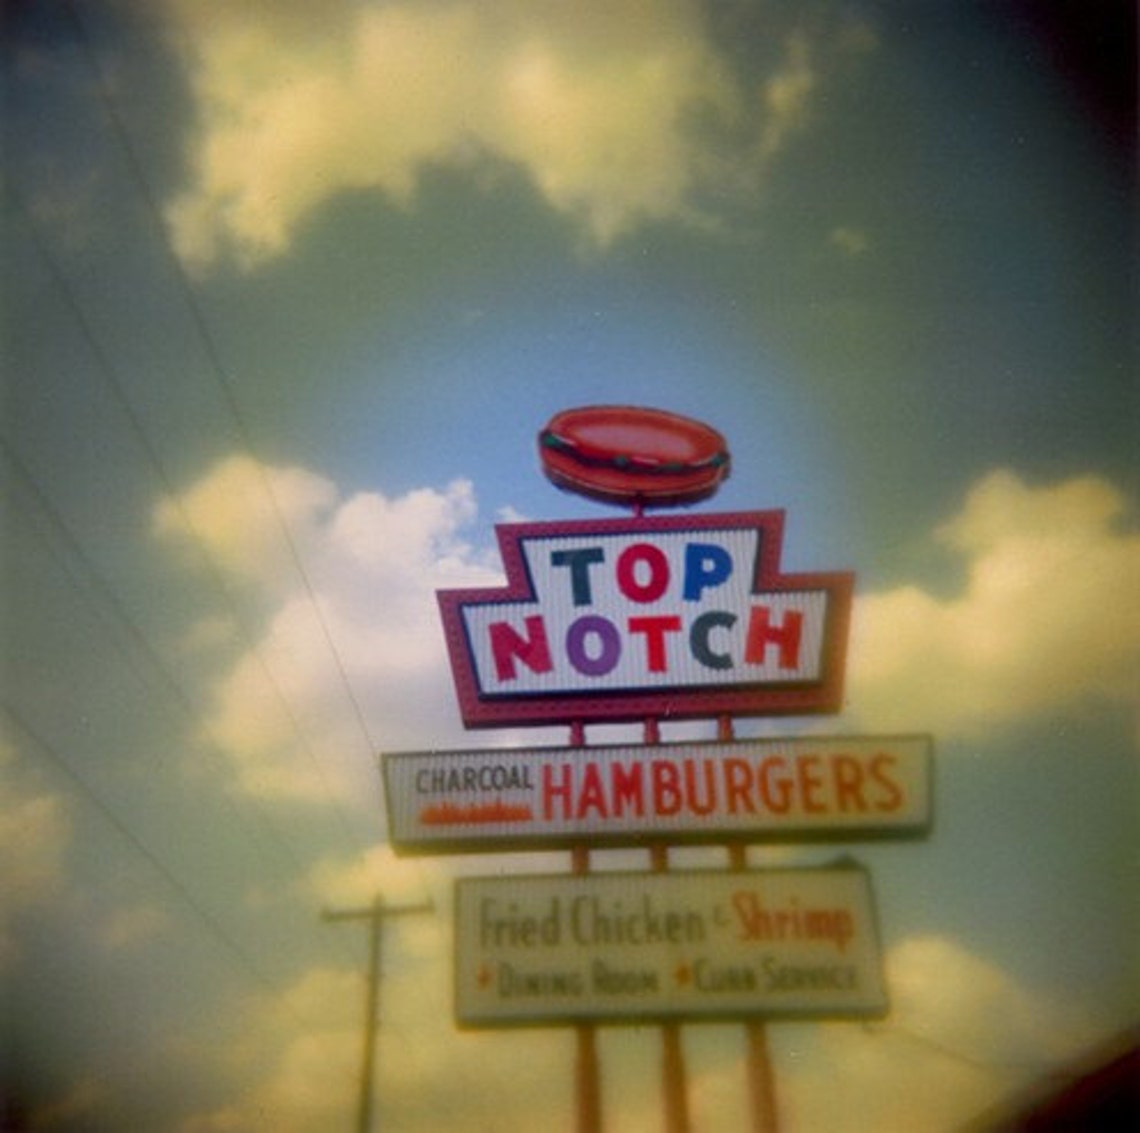 TOP
NOTCH
CHARCOAL HAMBURGERS
Fried Chicken & Shrimp
DINING ROOM CURB SERVICE